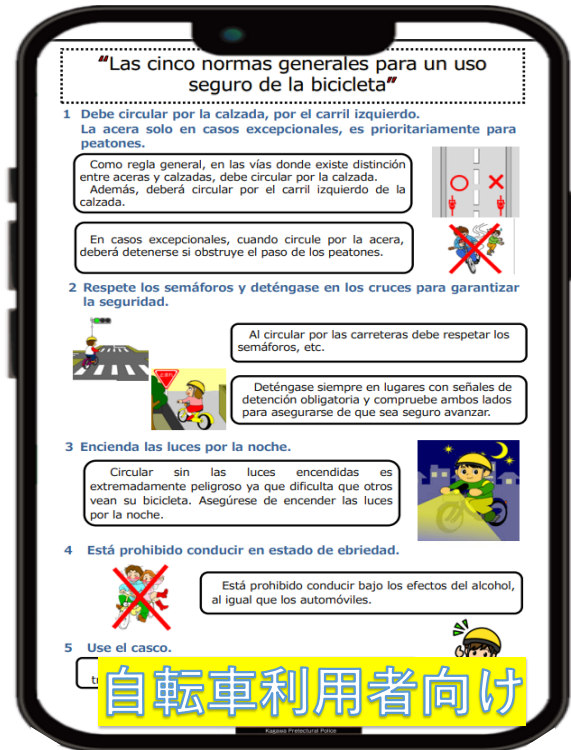 "Las cinco normas generales para un uso
seguro de la bicicleta"
1 Debe circular por la calzada, por el carril izquierdo.
La acera solo en casos excepcionales, es prioritariamente para
peatones.
Como regla general, en las vías donde existe distinción
entre aceras y calzadas, debe circular por la calzada.
Además, deberá circular por el carril izquierdo de la
calzada.
En casos excepcionales, cuando circule por la acera,
deberá detenerse si obstruye el paso de los peatones.
2 Respete los semáforos y deténgase en los cruces para garantizar
la seguridad.
Al circular por las carreteras debe respetar los
semáforos, etc.
Deténgase siempre en lugares con señales de
detención obligatoria y compruebe ambos lados
para asegurarse de que sea seguro avanzar.
3 Encienda las luces por la noche.
Circular sin las luces encendidas es
extremadamente peligroso ya que dificulta que otros
vean su bicicleta. Asegúrese de encender las luces
por la noche.
4 Está prohibido conducir en estado de ebriedad.
Está prohibido conducir bajo los efectos del alcohol,
al igual que los automóviles.
5 Use el casco.
自転車利用者向け
Kagawa Prefectural Police